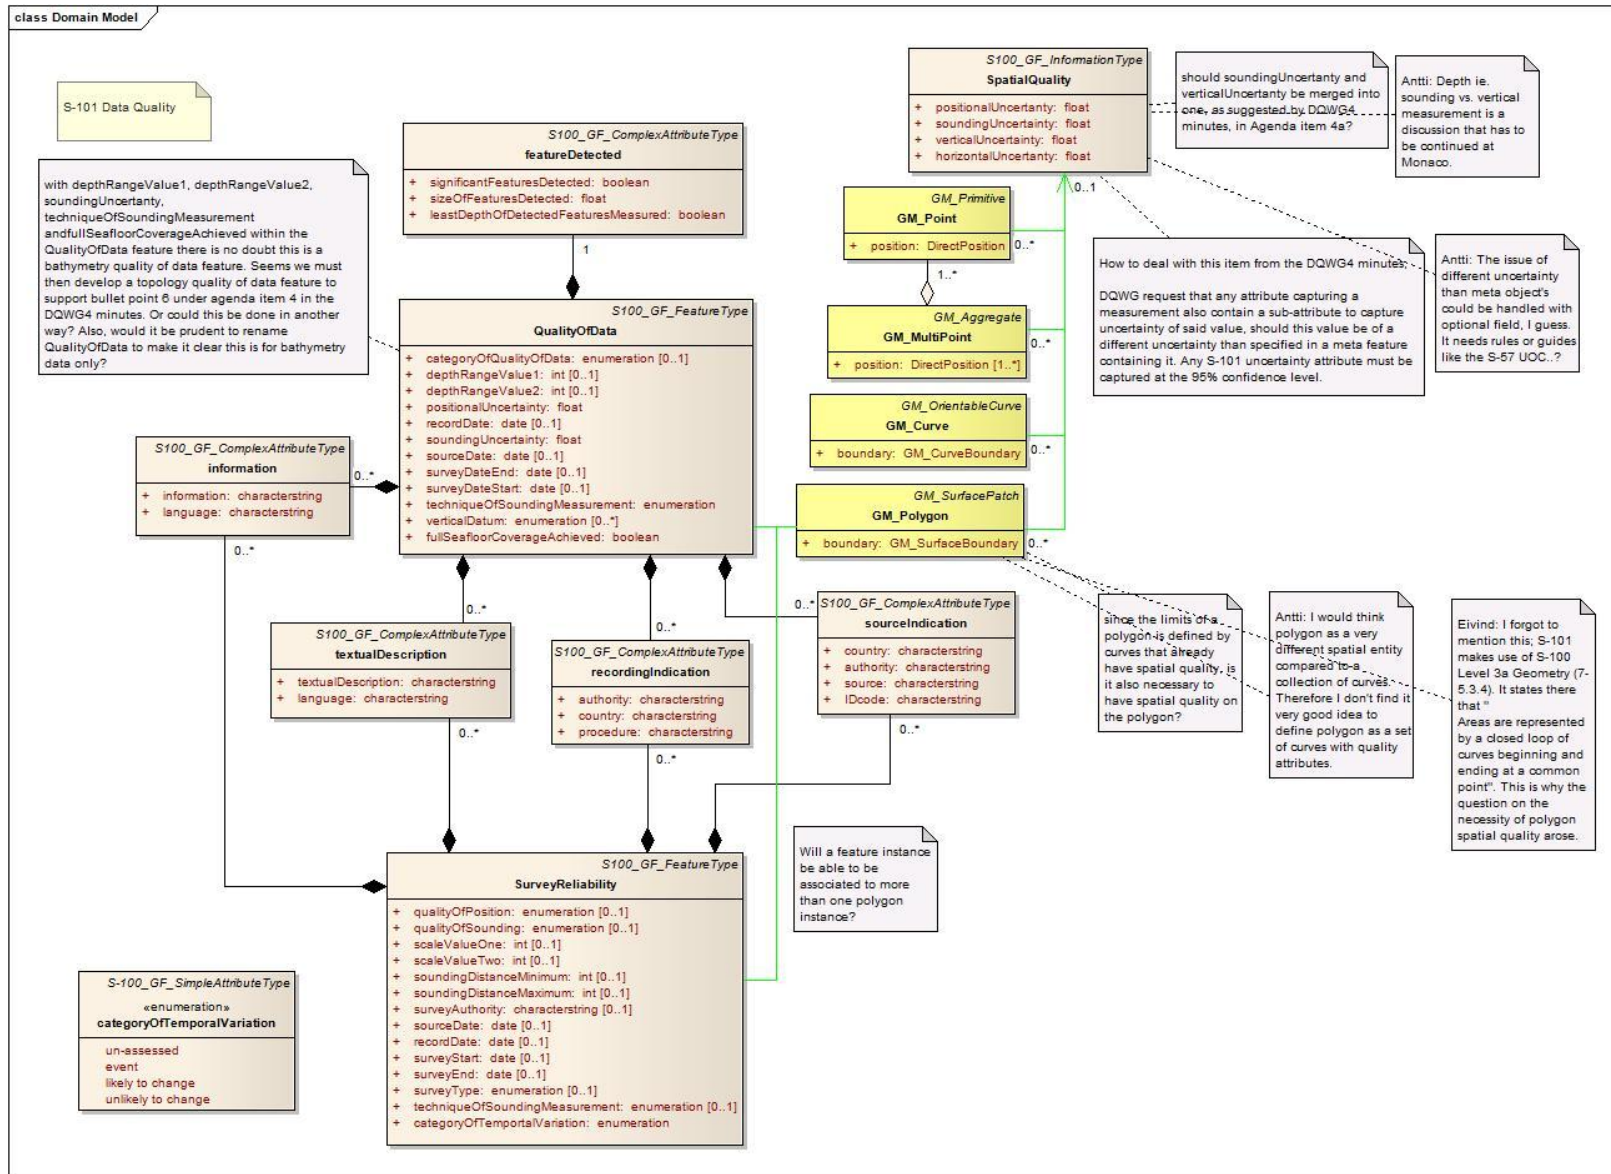 class Domain Model
S-101 Data Quality
with depthRangeValue1, depthRangeValue2,
soundingUncertanty,
techniqueOfSoundingMeasurement
andfullSeafloorCoverageAchieved within the
QualityOfData feature there is no doubt this is a
bathymetry quality of data feature. Seems we must
then develop a topology quality of data feature to
support bullet point 6 under agenda item 4 in the
DQWG4 minutes. Or could this be done in another
way? Also, would it be prudent to rename
QualityOfData to make it clear this is for bathymetry
data only?
S100_GF_ComplexAttributeType
featureDetected
+ significantFeaturesDetected: boolean
+ sizeOfFeaturesDetected: float
+ leastDepthOfDetectedFeaturesMeasured: boolean
1
S100_GF_FeatureType
QualityOfData
+ categoryOfQualityOfData: enumeration [0..1]
+ depthRangeValue1: int [0..1]
+ depthRangeValue2: int [0..1]
+ positionalUncertainty: float
+ recordDate: date [0..1]
+ soundingUncertainty: float
+ sourceDate: date [0..1]
+ surveyDateEnd: date [0..1]
+ surveyDateStart: date [0..1]
+ techniqueOfSoundingMeasurement: enumeration
+ verticalDatum: enumeration [0..*]
+ fullSeafloorCoverageAchieved: boolean
S100_GF_InformationType
SpatialQuality
+ positionalUncertanty: float
+ soundingUncertainty: float
+ verticalUncertainty: float
+ horizontalUncertanty: float
0..1
should soundingUncertanty and
verticalUncertanty be merged into
one, as suggested by DQWG4
minutes, in Agenda item 4a?
Antti: Depth ie.
sounding vs. vertical
measurement is a
discussion that has to
be continued at
Monaco.
GM_Primitive
GM_Point
+ position: DirectPosition
0..*
1..*
GM_Aggregate
GM_MultiPoint
+ position: DirectPosition [1..*]
0..*
GM_OrientableCurve
GM_Curve
+ boundary: GM_CurveBoundary
0..*
GM_SurfacePatch
GM_Polygon
+ boundary: GM_SurfaceBoundary
0..*
How to deal with this item from the DQWG4 minutes;
DQWG request that any attribute capturing a
measurement also contain a sub-attribute to capture
uncertainty of said value, should this value be of a
different uncertainty than specified in a meta feature
containing it. Any S-101 uncertainty attribute must be
captured at the 95% confidence level.
Antti: The issue of
different uncertainty
than meta object's
could be handled with
optional field, I guess.
It needs rules or guides
like the S-57 UOC..?
S100_GF_ComplexAttributeType
information
+ information: characterstring
+ language: characterstring
0..*
0..*
S100_GF_ComplexAttributeType
textualDescription
+ textualDescription: characterstring
+ language: characterstring
0..*
0..*
S100_GF_ComplexAttributeType
recordingIndication
+ authority: characterstring
+ country: characterstring
+ procedure: characterstring
0..*
0..*
S100_GF_ComplexAttributeType
sourceIndication
+ country: characterstring
+ authority: characterstring
+ source: characterstring
+ IDcode: characterstring
0..*
0..*
since the limits of a
polygon is defined by
curves that already
have spatial quality, is
it also necessary to
have spatial quality on
the polygon?
Antti: I would think
polygon as a very
different spatial entity
compared to a
collection of curves.
Therefore I don't find it
very good idea to
define polygon as a set
of curves with quality
attributes.
Eivind: I forgot to
mention this; S-101
makes use of S-100
Level 3a Geometry (7-
5.3.4). It states there
that "
Areas are represented
by a closed loop of
curves beginning and
ending at a common
point". This is why the
question on the
necessity of polygon
spatial quality arose.
Will a feature instance
be able to be
associated to more
than one polygon
instance?
S100_GF_FeatureType
SurveyReliability
+ qualityOfPosition: enumeration [0..1]
+ qualityOfSounding: enumeration [0..1]
+ scaleValueOne: int [0..1]
+ scaleValueTwo: int [0..1]
+ soundingDistanceMinimum: int [0..1]
+ soundingDistanceMaximum: int [0..1]
+ surveyAuthority: characterstring [0..1]
+ sourceDate: date [0..1]
+ recordDate: date [0..1]
+ surveyStart: date [0..1]
+ surveyEnd: date [0..1]
+ surveyType: enumeration [0..1]
+ techniqueOfSoundingMeasurement: enumeration [0..1]
+ categoryOfTemportalVariation: enumeration
S-100_GF_SimpleAttributeType
«enumeration»
categoryOfTemporalVariation
un-assessed
event
likely to change
unlikely to change